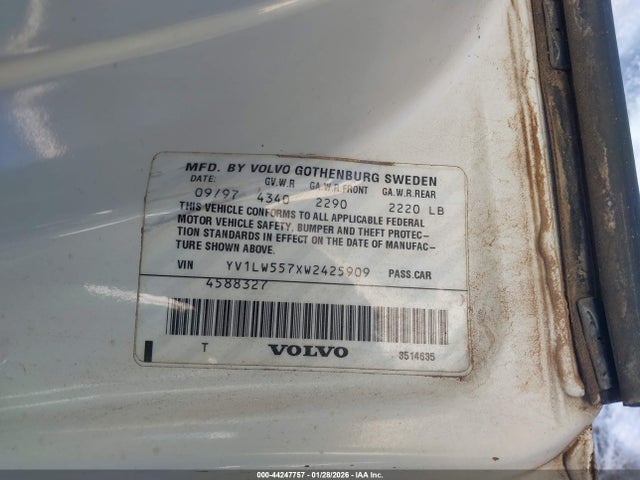 MFD. BY VOLVO GOTHENBURG SWEDEN
DATE: GV.W.R GA.W.R.FRONT GA.W.R.REAR
09/97 4340 2290 2220 LB
THIS VEHICLE CONFORMS TO ALL APPLICABLE FEDERAL
MOTOR VEHICLE SAFETY, BUMPER AND THEFT PROTEC-
TION STANDARDS IN EFFECT ON THE DATE OF MANUFAC-
TURE SHOWN ABOVE.
VIN YV1LW557XW2425909 PASS.CAR
4588327
T VOLVO 3514635
000-44247757 - 01/28/2026 - IAA Inc.